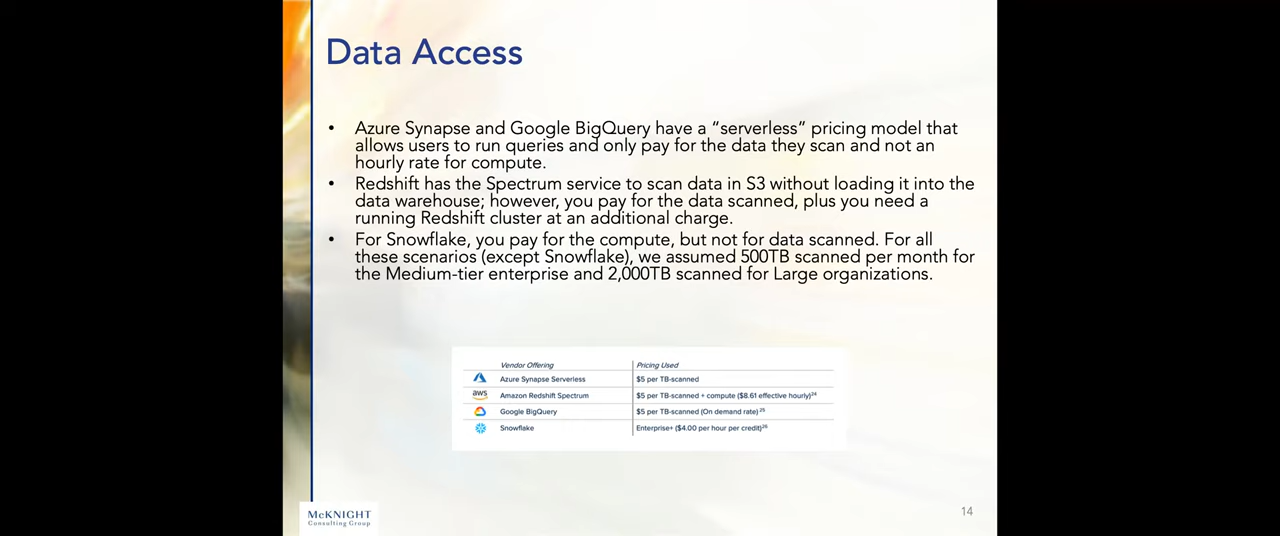 Data Access
• Azure Synapse and Google BigQuery have a “serverless” pricing model that
allows users to run queries and only pay for the data they scan and not an
hourly rate for compute.
• Redshift has the Spectrum service to scan data in S3 without loading it into the
data warehouse; however, you pay for the data scanned, plus you need a
running Redshift cluster at an additional charge.
• For Snowflake, you pay for the compute, but not for data scanned. For all
these scenarios (except Snowflake), we assumed 500TB scanned per month for
the Medium-tier enterprise and 2,000TB scanned for Large organizations.
Vendor Offering Pricing Used
Azure Synapse Serverless $5 per TB-scanned
aws Amazon Redshift Spectrum $5 per TB-scanned + compute ($8.61 effective hourly)24
Google BigQuery $5 per TB-scanned (On demand rate)25
Snowflake Enterprise+ ($4.00 per hour per credit)26
McKNIGHT
Consulting Group
14